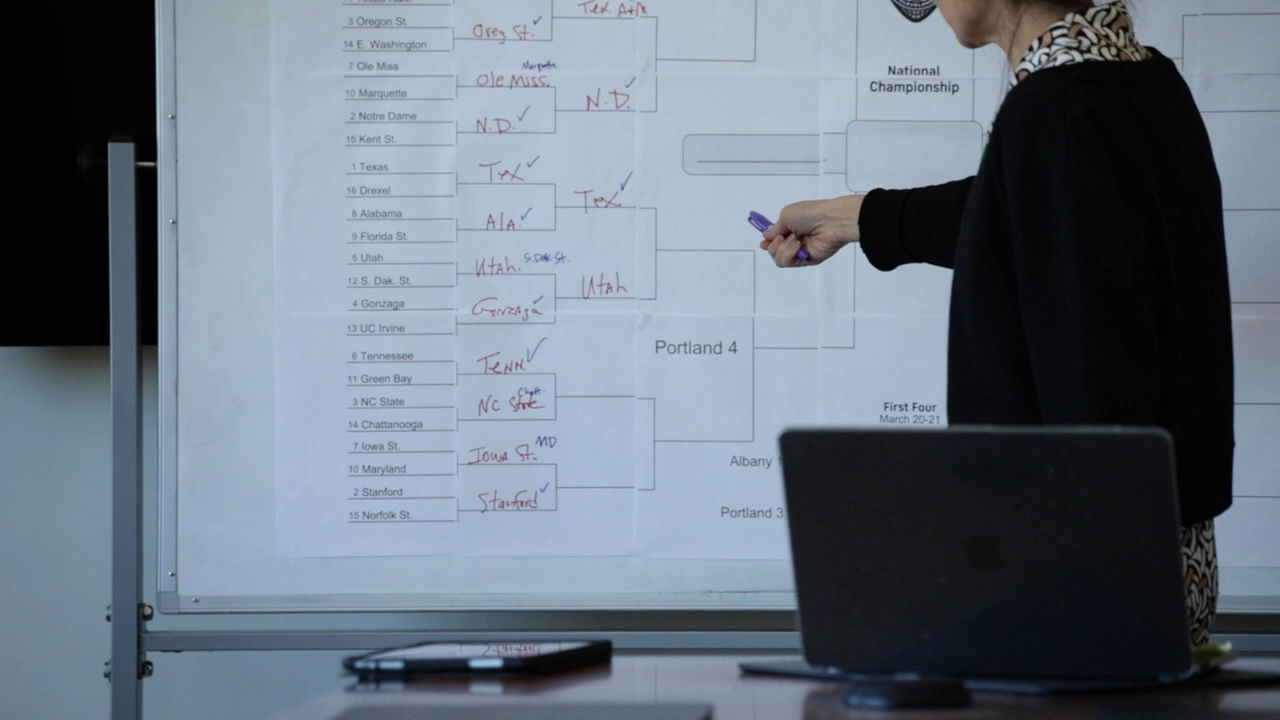 3 Oregon St.
14 E. Washington
7 Ole Miss
10 Marquette
2 Notre Dame
15 Kent St.
1 Texas
16 Drexel
8 Alabama
9 Florida St.
5 Utah
12 S. Dak. St.
4 Gonzaga
13 UC Irvine
6 Tennessee
11 Green Bay
3 NC State
14 Chattanooga
7 Iowa St.
10 Maryland
2 Stanford
15 Norfolk St.
Oreg St.
Marquette
Ole Miss.
N.D.
Tex
Ala.
Utah. S.Dak.St.
Gonzaga
Tenn
Chatt.
NC State
Iowa St. MD
Stanford
Tex. A+M
N.D.
Tex
Utah
Portland 4
National
Championship
First Four
March 20-21
Albany
Portland 3